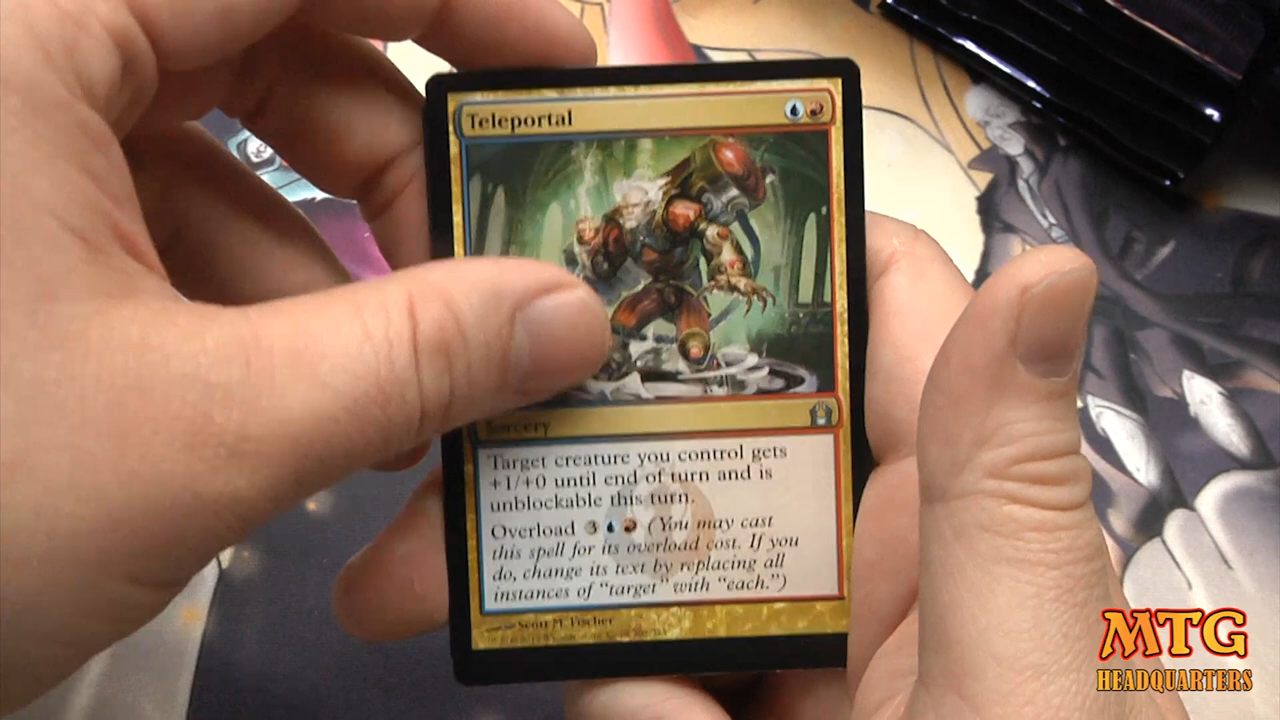 Teleportal
Sorcery
Target creature you control gets
+1/+0 until end of turn and is
unblockable this turn.
Overload 3 (You may cast
this spell for its overload cost. If you
do, change its text by replacing all
instances of “target” with “each.”)
Scott M. Fischer
MTG
HEADQUARTERS